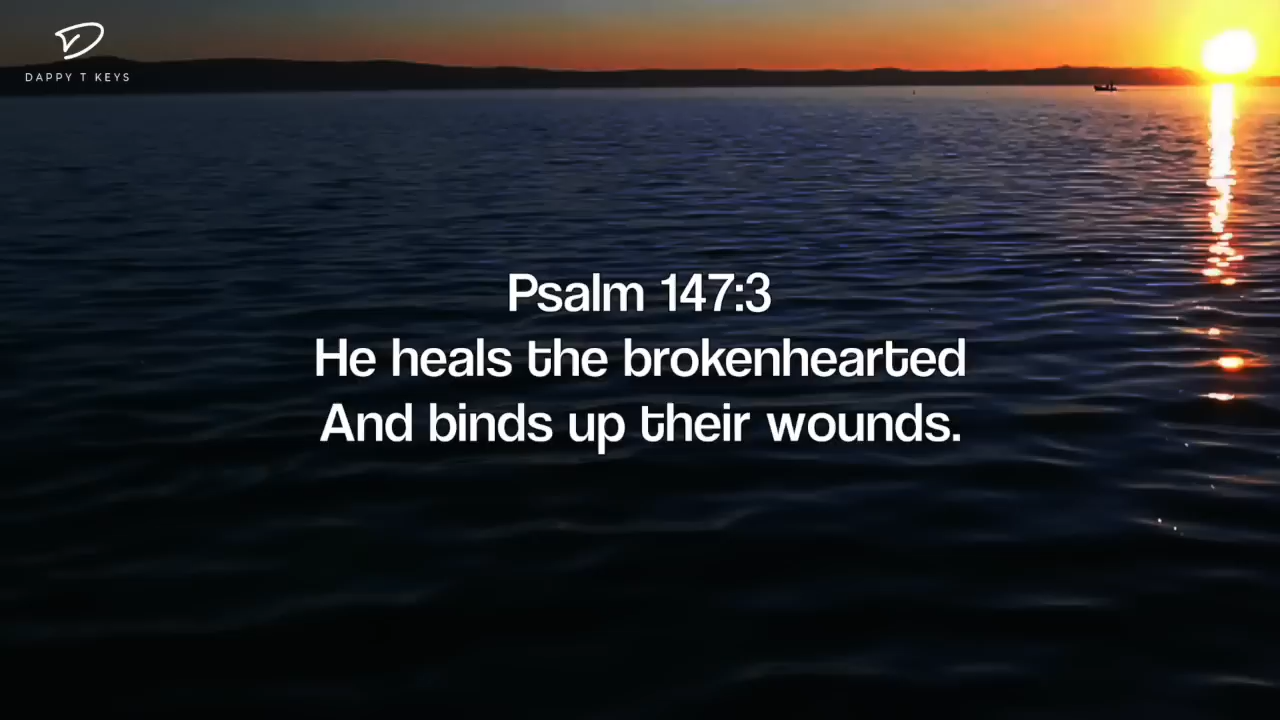 DAPPY T KEYS
Psalm 147:3
He heals the brokenhearted
And binds up their wounds.